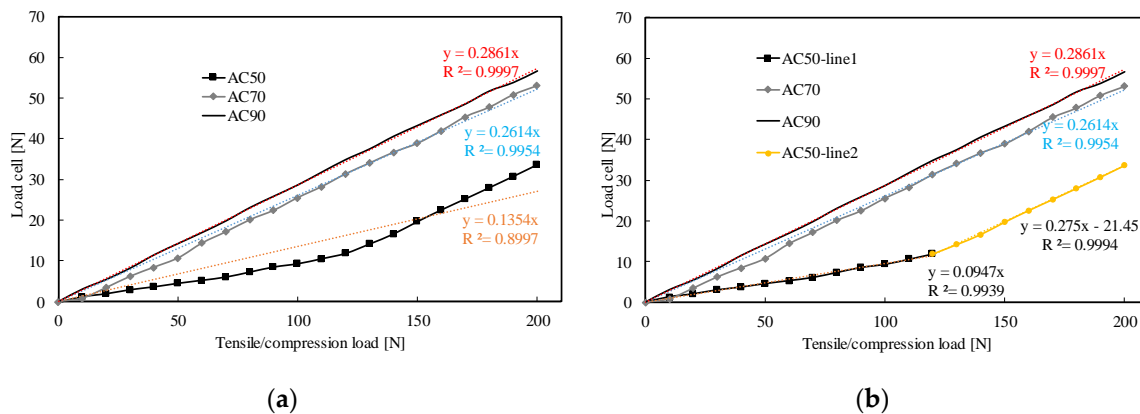 70
60
50
40
30
20
10
0
Load cell [N]
AC50
AC70
AC90
y = 0.2861x
R ²= 0.9997
y = 0.2614x
R ²= 0.9954
y = 0.1354x
R ²= 0.8997
0
50
100
150
200
Tensile/compression load [N]
(a)
70
60
50
40
30
20
10
0
Load cell [N]
AC50-line1
AC70
AC90
AC50-line2
y = 0.2861x
R ²= 0.9997
y = 0.2614x
R ²= 0.9954
y = 0.275x - 21.45
R ²= 0.9994
y = 0.0947x
R ²= 0.9939
0
50
100
150
200
Tensile/compression load [N]
(b)